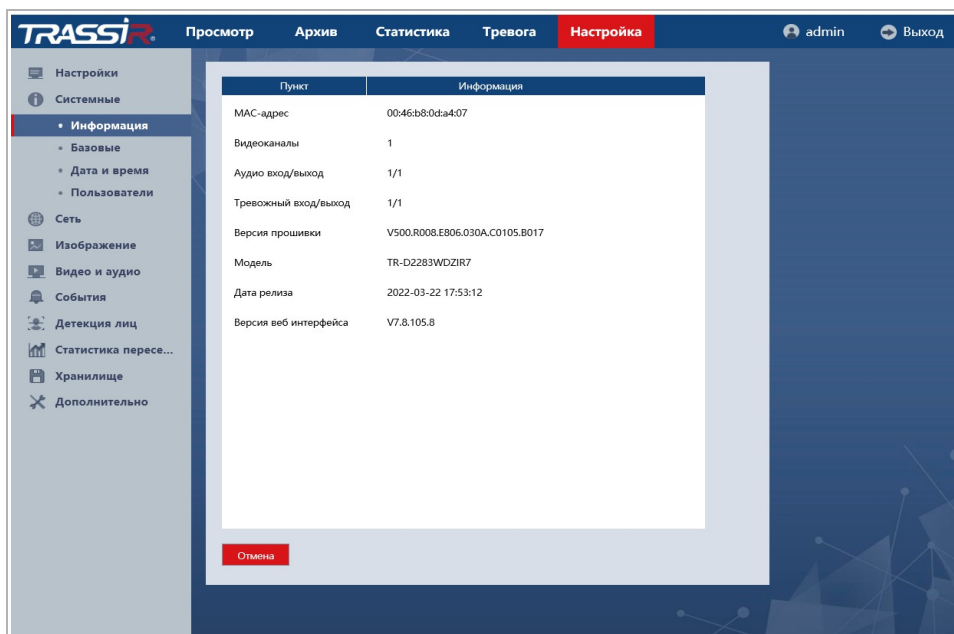 TRASSIR® Просмотр Архив Статистика Тревога Настройка admin Выход
Настройки
Системные
Информация
Базовые
Дата и время
Пользователи
Сеть
Изображение
Видео и аудио
События
Детекция лиц
Статистика пересе...
Хранилище
Дополнительно
Пункт Информация
MAC-адрес 00:46:b8:0d:a4:07
Видеоканалы 1
Аудио вход/выход 1/1
Тревожный вход/выход 1/1
Версия прошивки V500.R008.E806.030A.C0105.B017
Модель TR-D2283WDZIR7
Дата релиза 2022-03-22 17:53:12
Версия веб интерфейса V7.8.105.8
Отмена